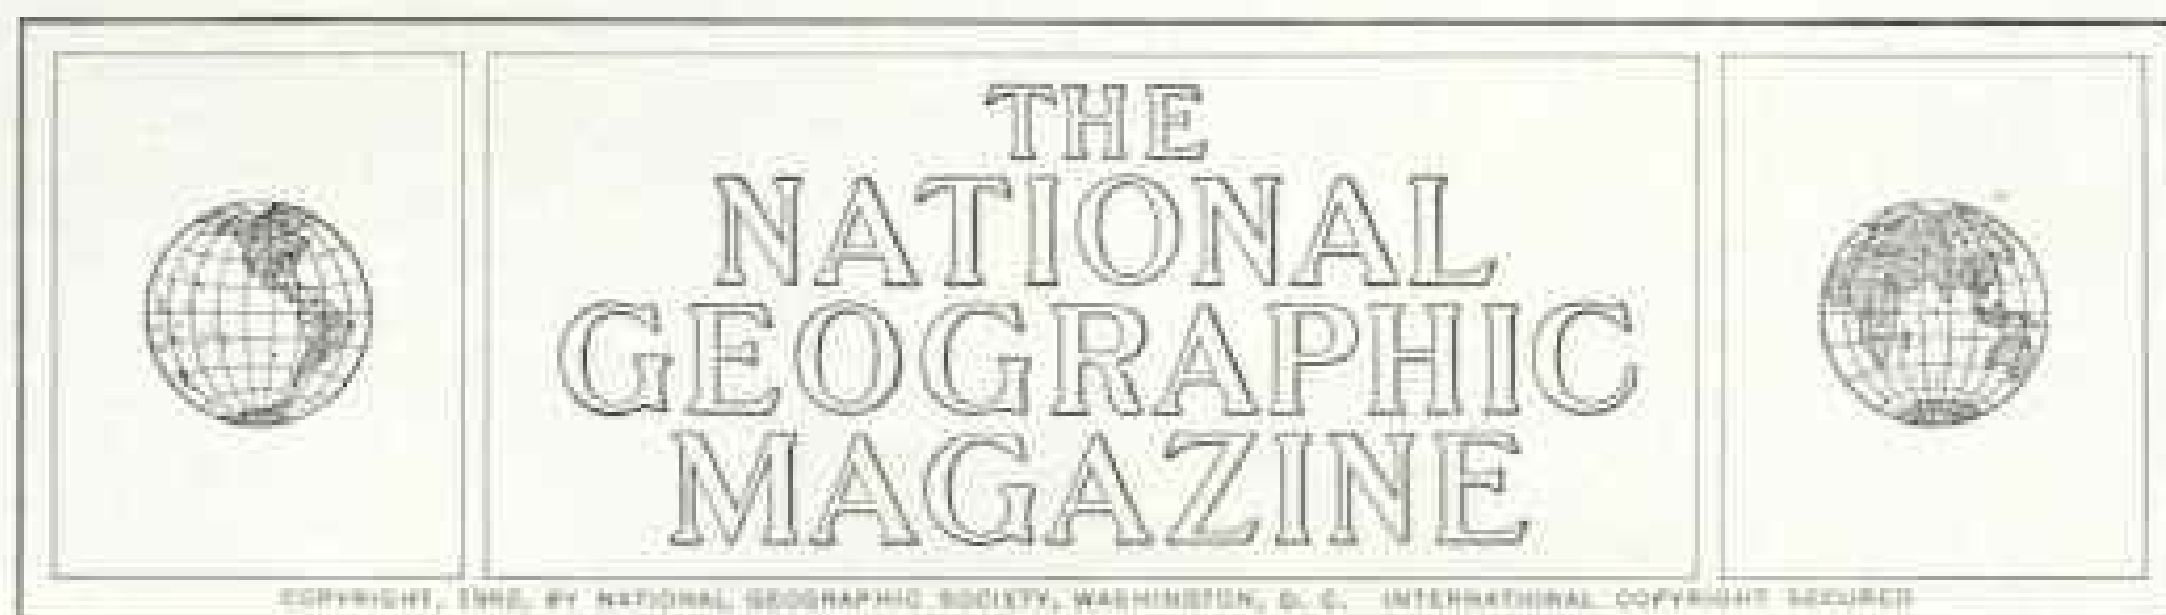 THE
NATIONAL
GEOGRAPHIC
MAGAZINE
COPYRIGHT, BY NATIONAL GEOGRAPHIC SOCIETY, WASHINGTON, D. C. INTERNATIONAL COPYRIGHT SECURED